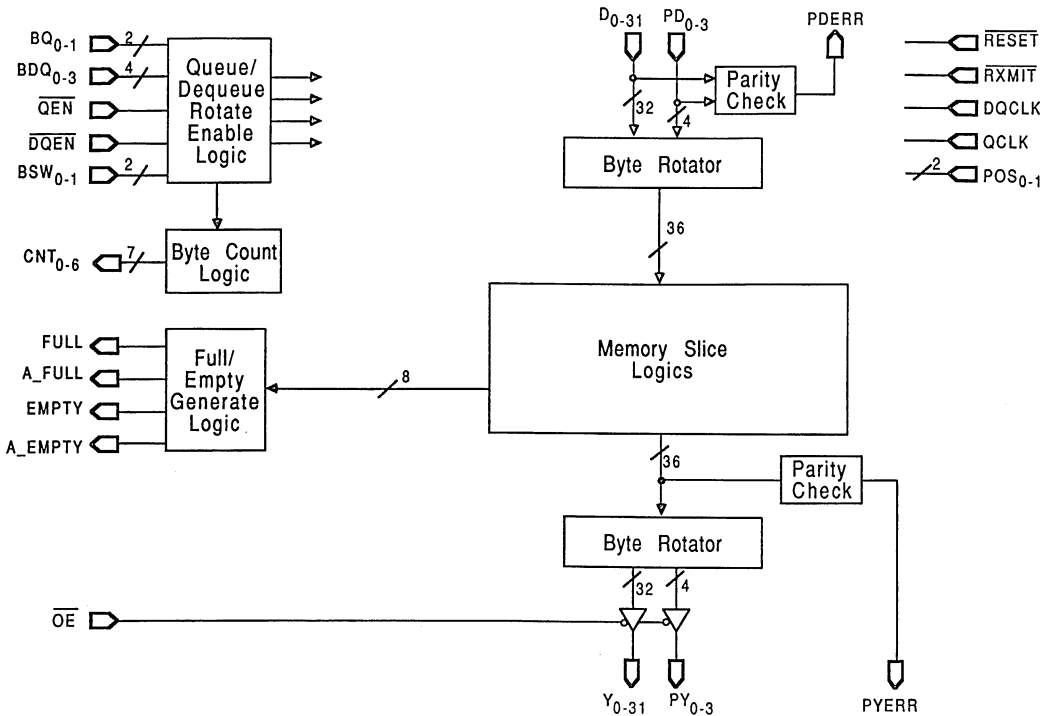 D0-31 PD0-3 PDERR
BQ0-1 2
BDQ0-3 4
QEN
DQEN
BSW0-1 2
Queue/
Dequeue
Rotate
Enable
Logic
Parity
Check
32 4
RESET
RXMIT
DQCLK
QCLK
2 POS0-1
Byte Rotator
36
CNT0-6 7
Byte Count
Logic
Memory Slice
Logics
FULL
A_FULL
EMPTY
A_EMPTY
Full/
Empty
Generate
Logic
8
36
Parity
Check
Byte Rotator
32 4
OE
Y0-31 PY0-3 PYERR